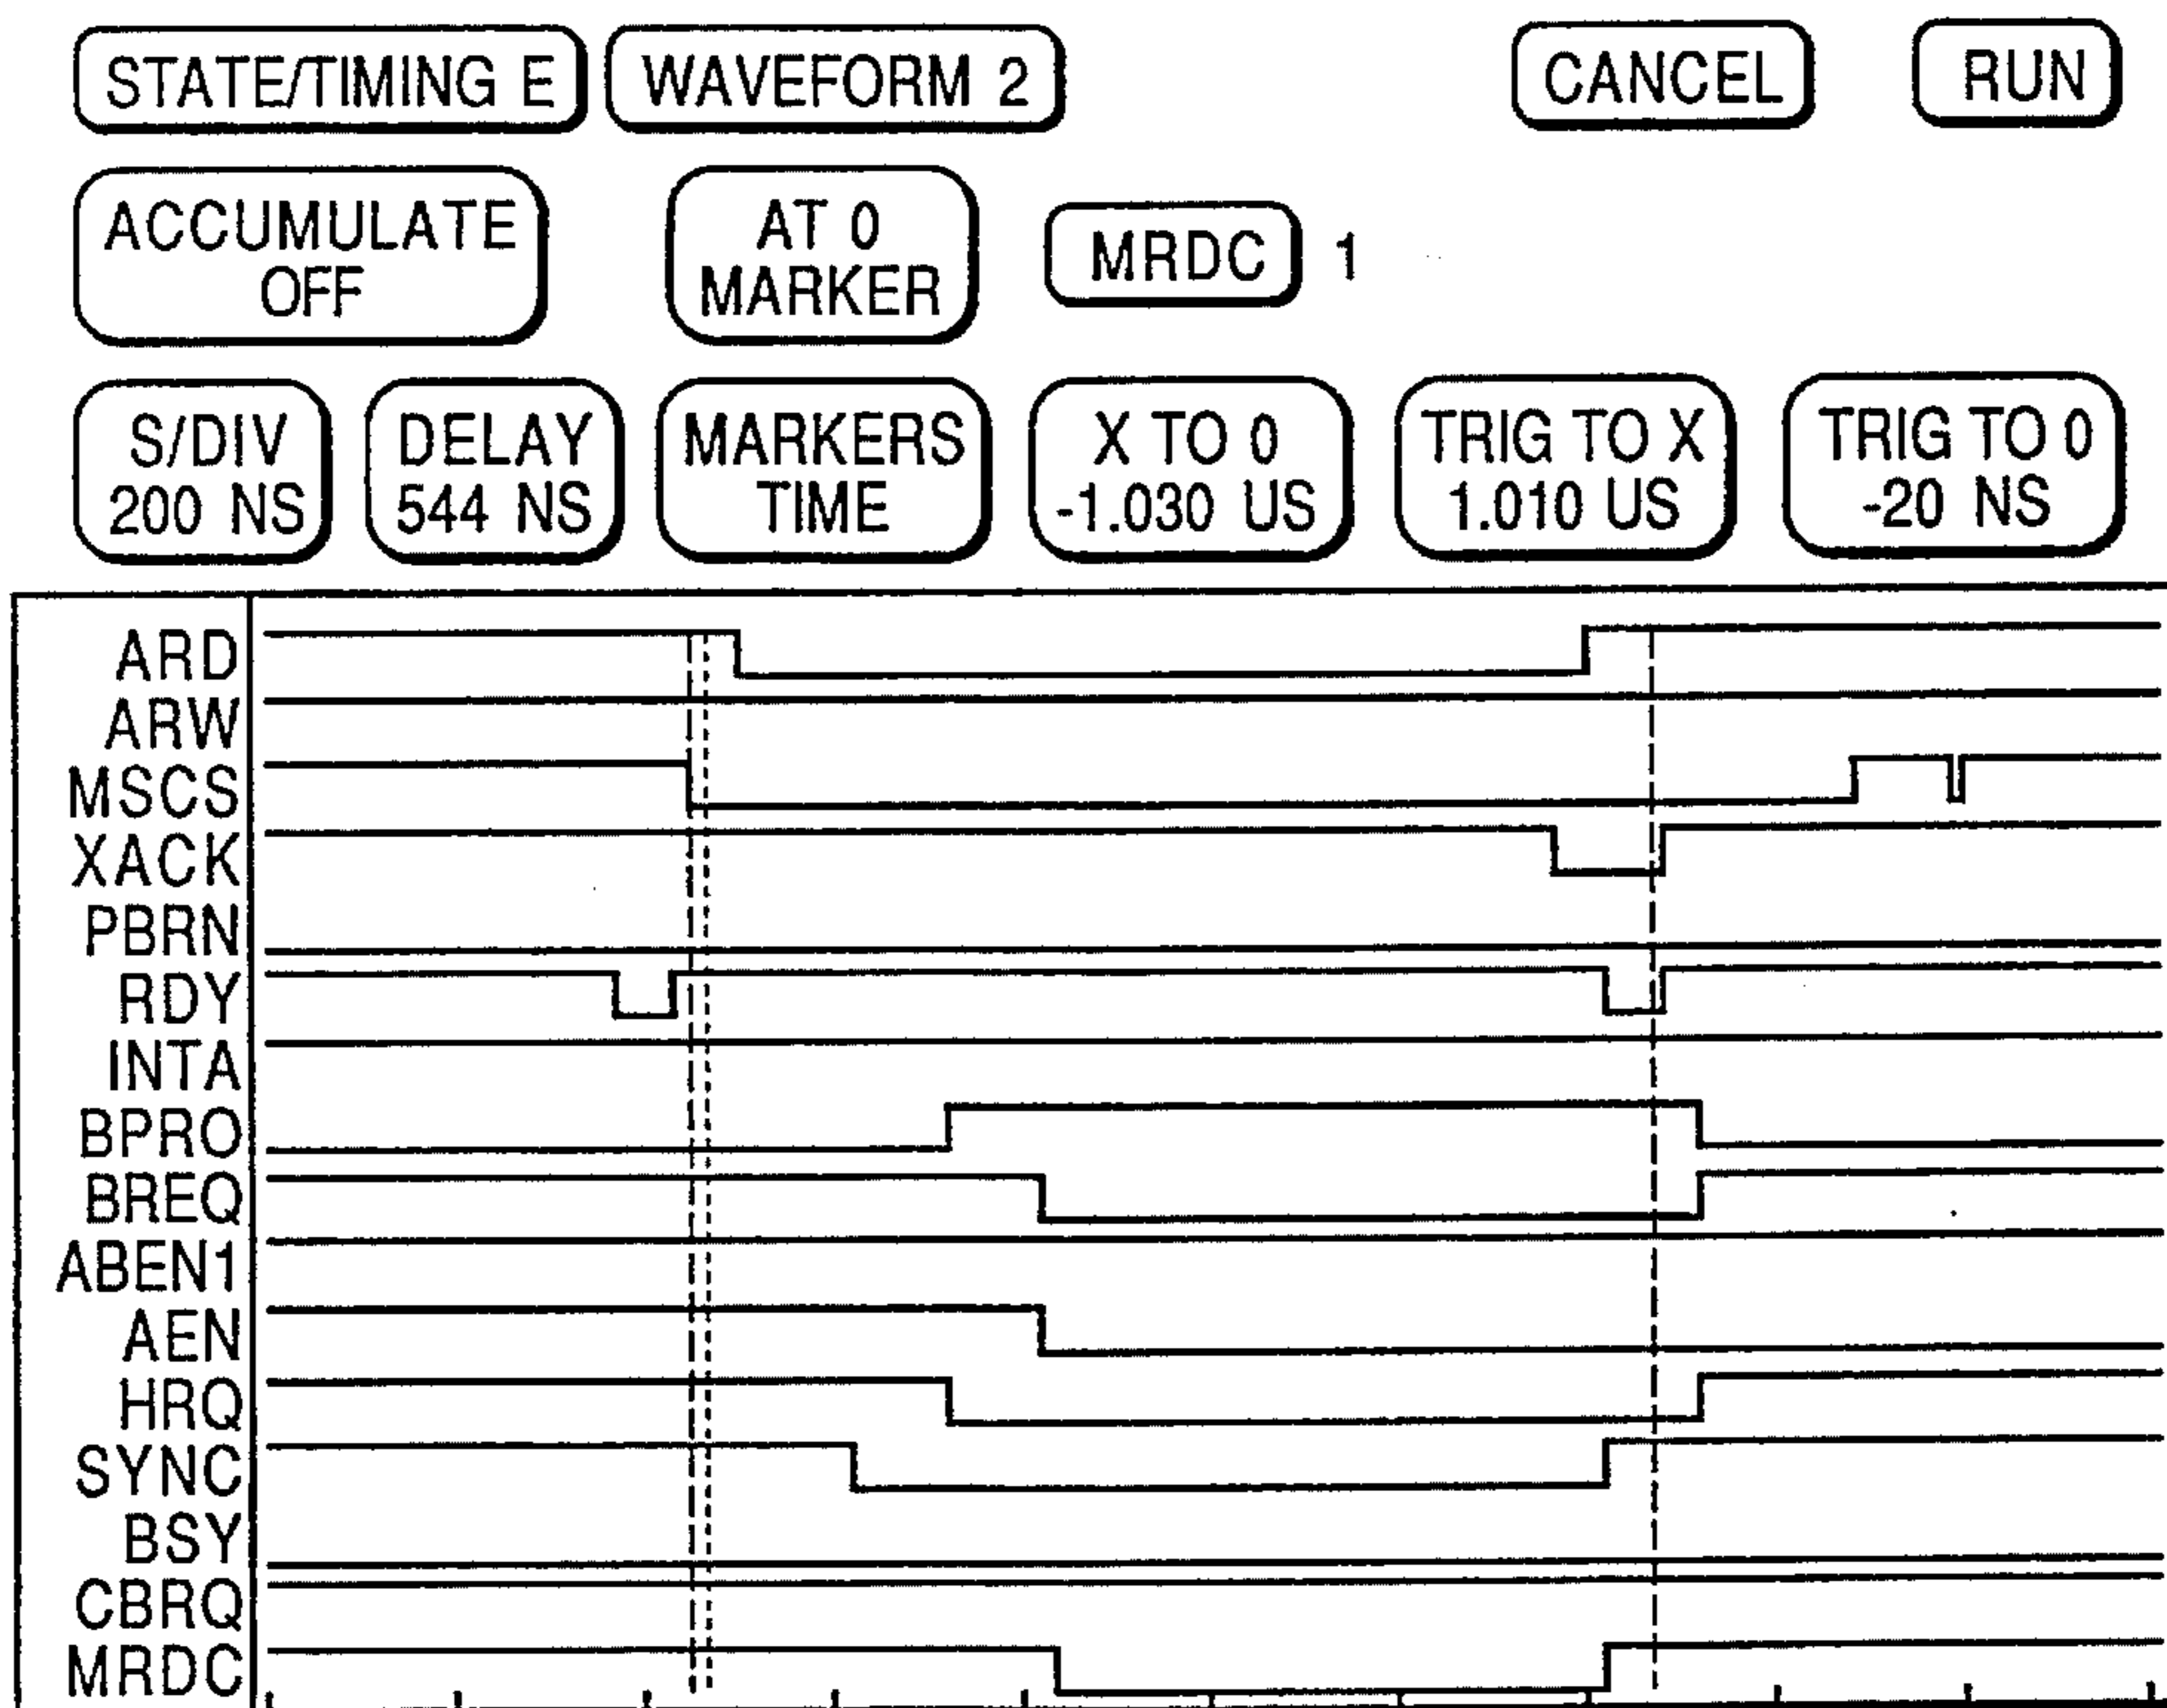 STATE/TIMING E WAVEFORM 2 CANCEL RUN
ACCUMULATE OFF
AT 0 MARKER
MRDC 1
S/DIV 200 NS
DELAY 544 NS
MARKERS TIME
X TO 0 -1.030 US
TRIG TO X 1.010 US
TRIG TO 0 -20 NS
ARD
ARW
MSCS
XACK
PBRN
RDY
INTA
BPRO
BREQ
ABEN1
AEN
HRQ
SYNC
BSY
CBRQ
MRDC